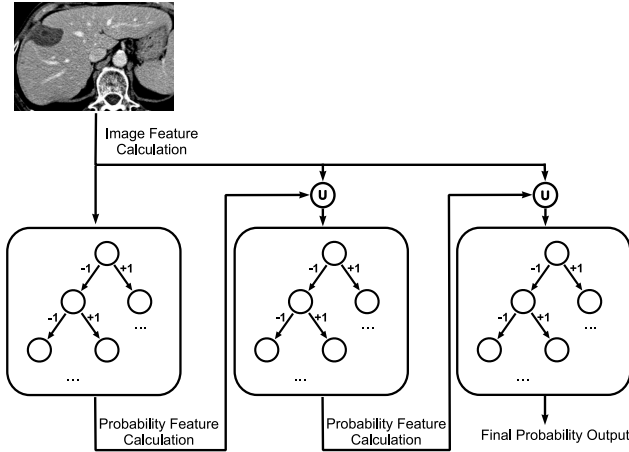 Image Feature
Calculation
U
U
-1
+1
-1
+1
...
...
-1
+1
-1
+1
...
...
-1
+1
-1
+1
...
...
Probability Feature
Calculation
Probability Feature
Calculation
Final Probability Output